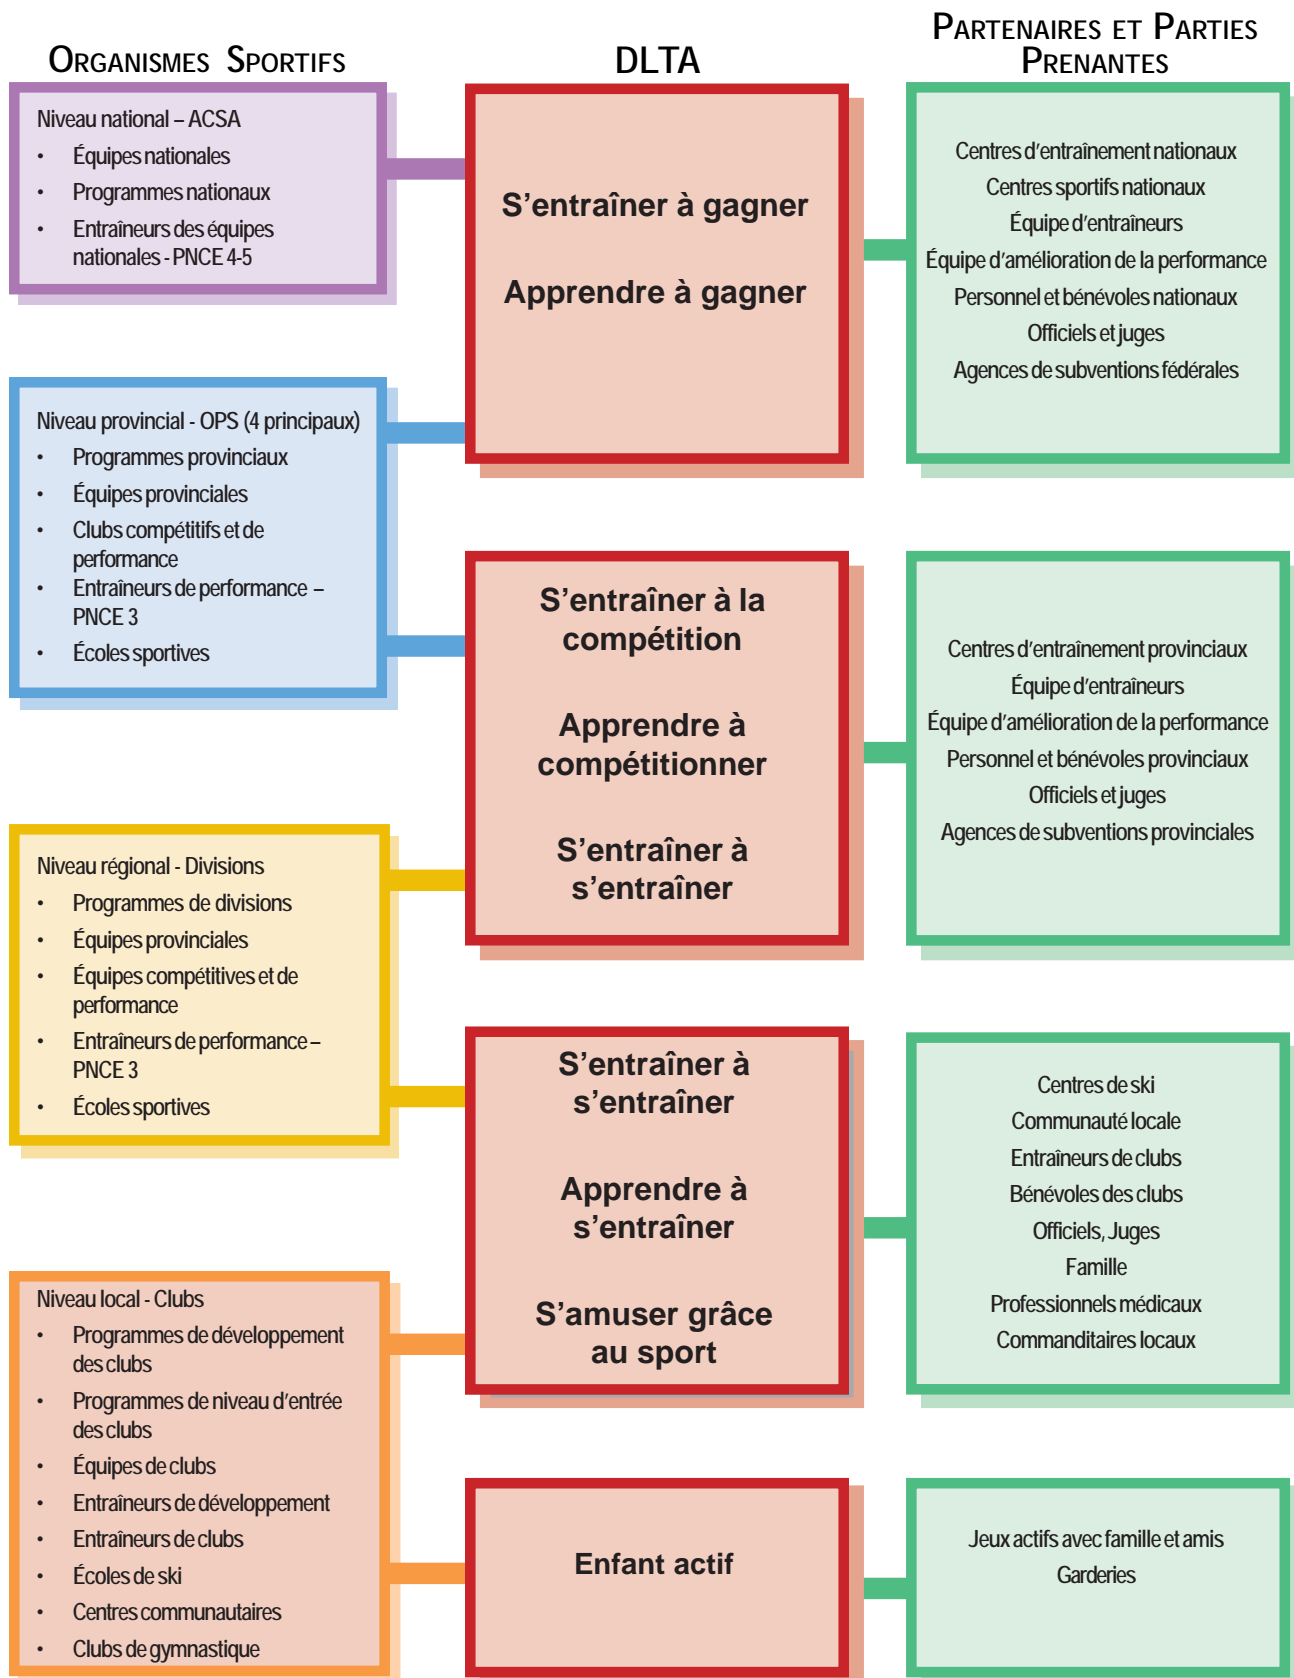 ORGANISMES SPORTIFS
DLTA
PARTENAIRES ET PARTIES
PRENANTES
Niveau national – ACSA
• Équipes nationales
• Programmes nationaux
• Entraîneurs des équipes
nationales - PNCE 4-5
S’entraîner à gagner
Apprendre à gagner
Centres d’entraînement nationaux
Centres sportifs nationaux
Équipe d’entraîneurs
Équipe d’amélioration de la performance
Personnel et bénévoles nationaux
Officiels et juges
Agences de subventions fédérales
Niveau provincial - OPS (4 principaux)
• Programmes provinciaux
• Équipes provinciales
• Clubs compétitifs et de
performance
• Entraîneurs de performance –
PNCE 3
• Écoles sportives
S’entraîner à la
compétition
Apprendre à
compétitionner
S’entraîner à
s’entraîner
Centres d’entraînement provinciaux
Équipe d’entraîneurs
Équipe d’amélioration de la performance
Personnel et bénévoles provinciaux
Officiels et juges
Agences de subventions provinciales
Niveau régional - Divisions
• Programmes de divisions
• Équipes provinciales
• Équipes compétitives et de
performance
• Entraîneurs de performance –
PNCE 3
• Écoles sportives
S’entraîner à
s’entraîner
Apprendre à
s’entraîner
S’amuser grâce
au sport
Centres de ski
Communauté locale
Entraîneurs de clubs
Bénévoles des clubs
Officiels, Juges
Famille
Professionnels médicaux
Commanditaires locaux
Niveau local - Clubs
• Programmes de développement
des clubs
• Programmes de niveau d’entrée
des clubs
• Équipes de clubs
• Entraîneurs de développement
• Entraîneurs de clubs
• Écoles de ski
• Centres communautaires
• Clubs de gymnastique
Enfant actif
Jeux actifs avec famille et amis
Garderies